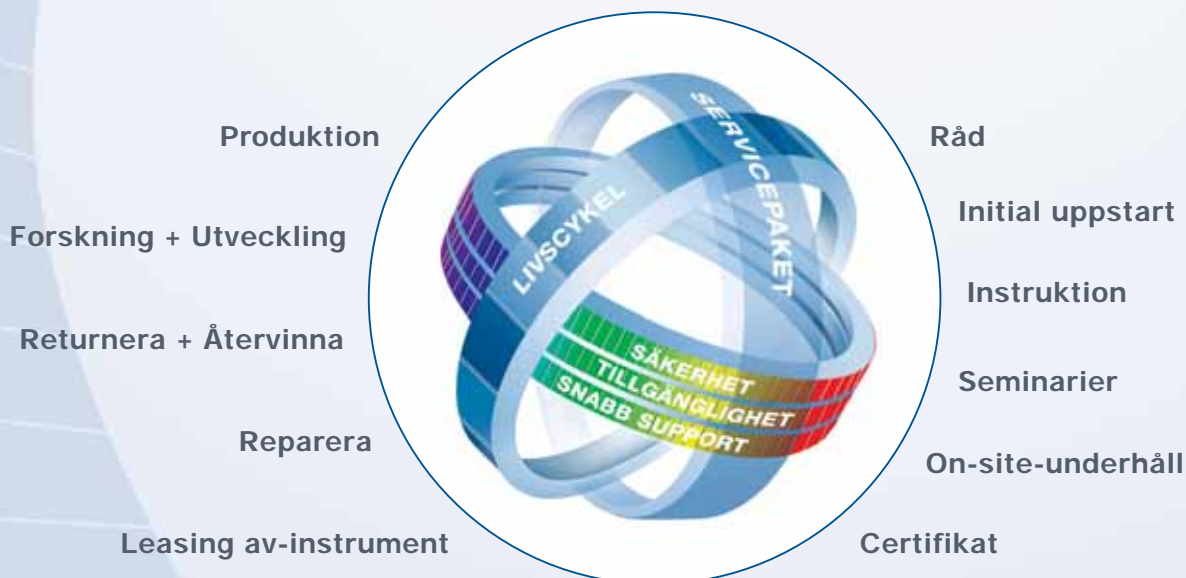 Produktion
Råd
Forskning + Utveckling
Initial uppstart
Returnera + Återvinna
Instruktion
Reparera
Seminarier
Leasing av-instrument
On-site-underhåll
Certifikat
SERVICEPAKET
LIVSCYKEL
SÄKERHET
TILLGÄNGLIGHET
SNABB SUPPORT